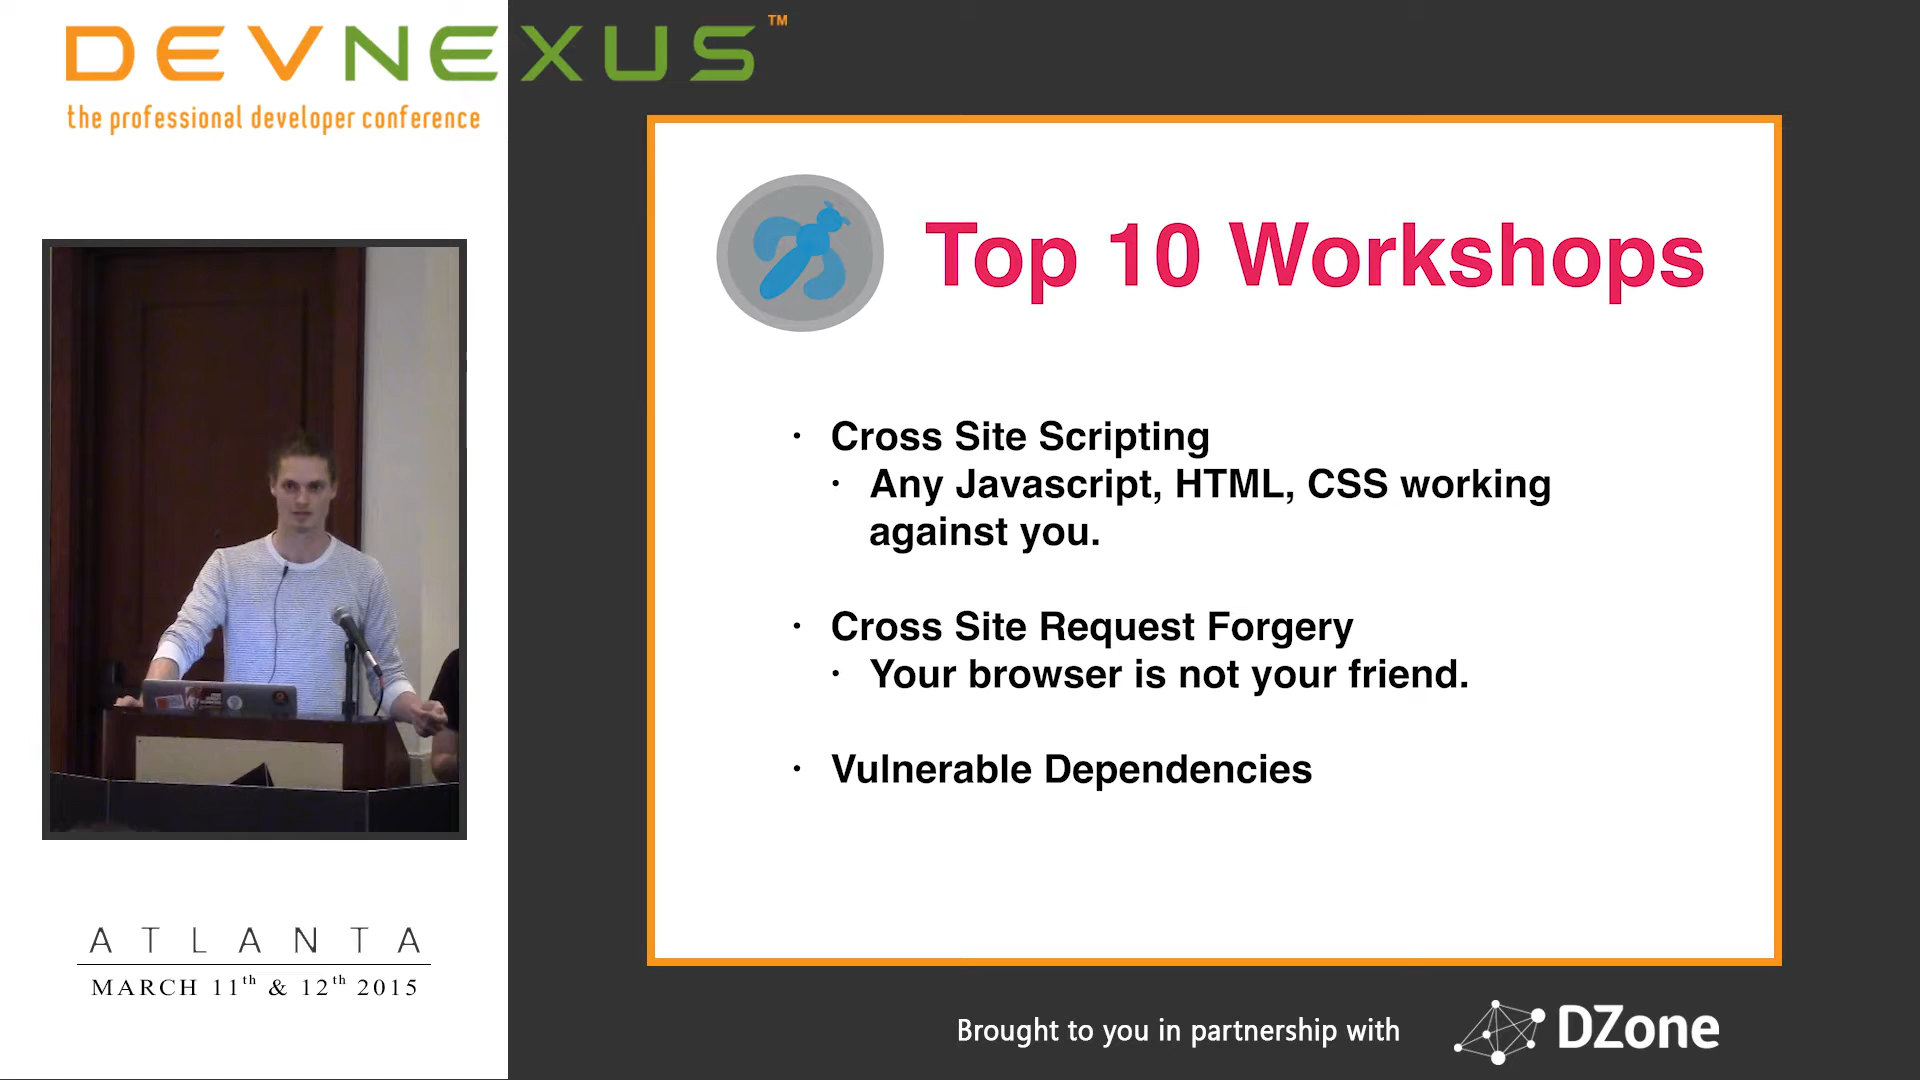 DEVNEXUS™
the professional developer conference
Top 10 Workshops
· Cross Site Scripting
· Any Javascript, HTML, CSS working
against you.
· Cross Site Request Forgery
· Your browser is not your friend.
· Vulnerable Dependencies
ATLANTA
MARCH 11th & 12th 2015
Brought to you in partnership with
DZone